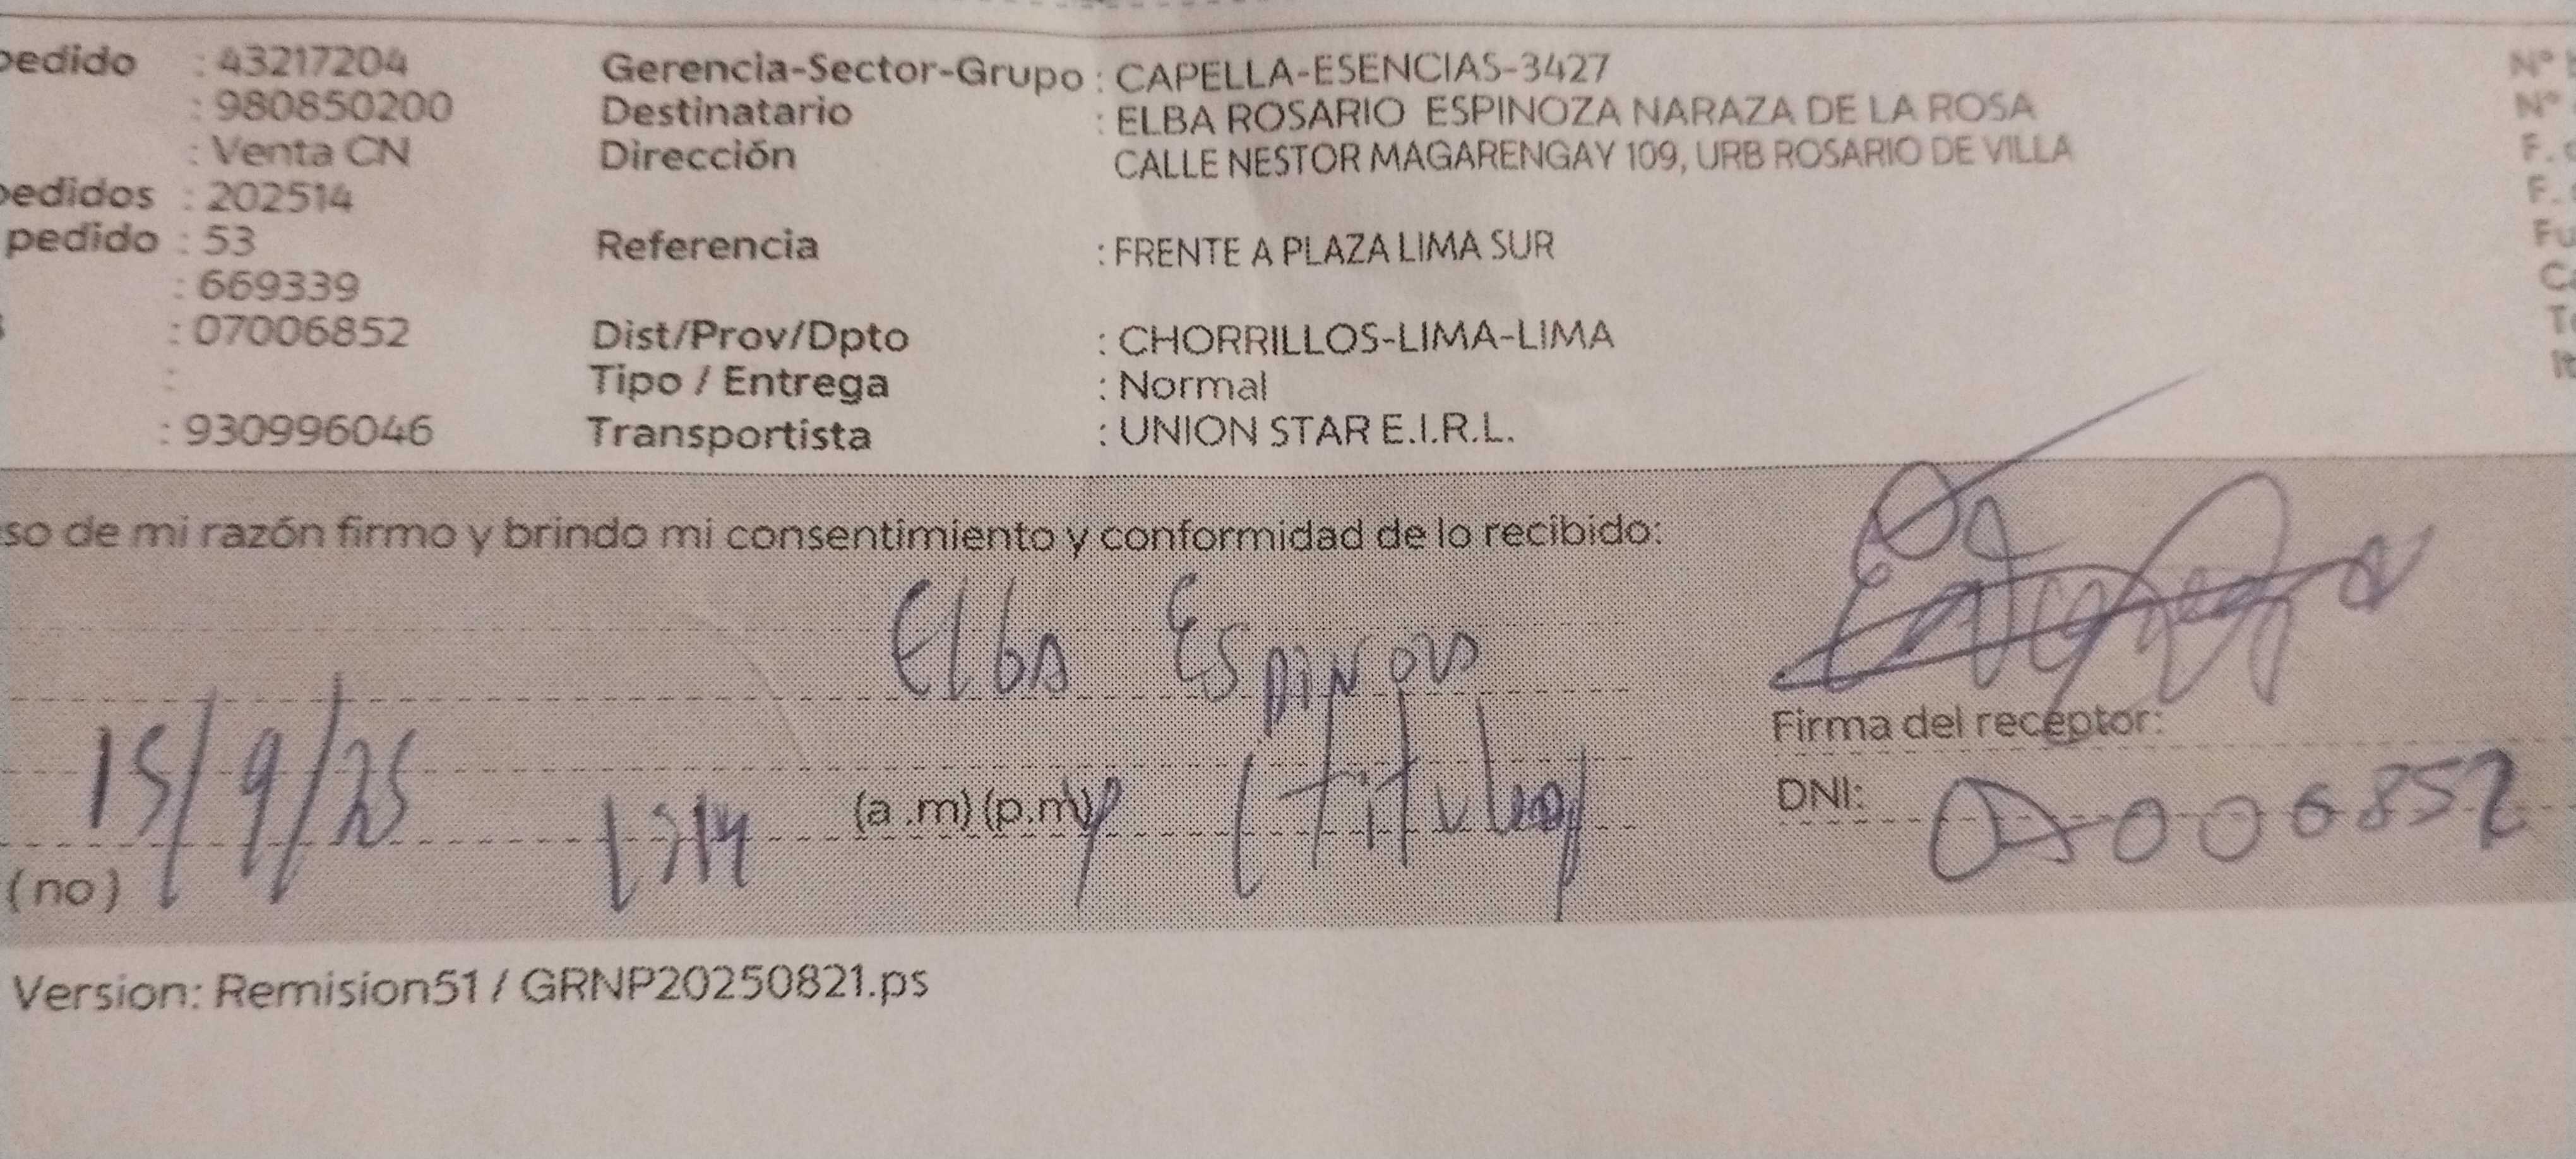 pedido : 43217204 Gerencia-Sector-Grupo : CAPELLA-ESENCIAS-3427 N°
: 980850200 Destinatario : ELBA ROSARIO ESPINOZA NARAZA DE LA ROSA N°
: Venta CN Dirección CALLE NESTOR MAGARENGAY 109, URB ROSARIO DE VILLA F.
pedidos : 202514 F.
pedido : 53 Referencia : FRENTE A PLAZA LIMA SUR Fu
: 669339
: 07006852 Dist/Prov/Dpto : CHORRILLOS-LIMA-LIMA
: Tipo / Entrega : Normal
: 930996046 Transportista : UNION STAR E.I.R.L.
so de mi razón firmo y brindo mi consentimiento y conformidad de lo recibido:
Elba Espinoza
Firma del receptor:
15/9/25 (a .m) (p.m) (Titular) DNI: 07006852
(no)
Version: Remision51 / GRNP20250821.ps